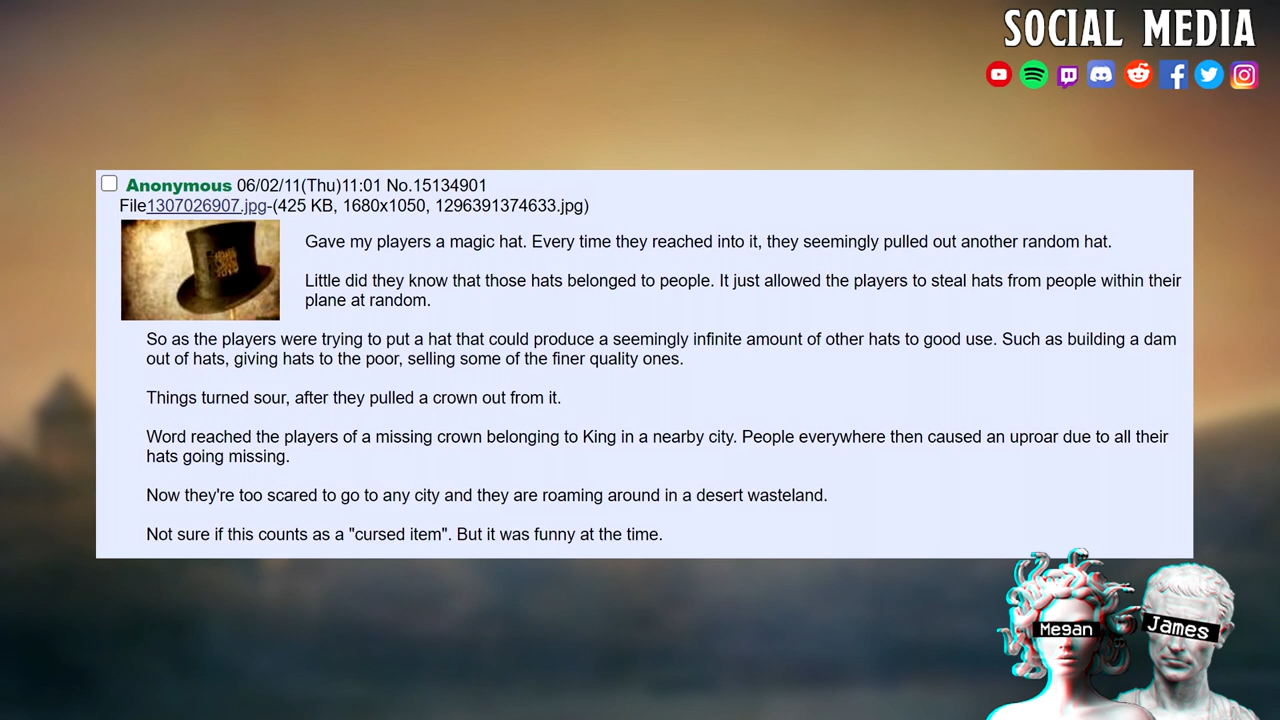 SOCIAL MEDIA
Anonymous 06/02/11(Thu)11:01 No.15134901
File1307026907.jpg-(425 KB, 1680x1050, 1296391374633.jpg)
Gave my players a magic hat. Every time they reached into it, they seemingly pulled out another random hat.
Little did they know that those hats belonged to people. It just allowed the players to steal hats from people within their
plane at random.
So as the players were trying to put a hat that could produce a seemingly infinite amount of other hats to good use. Such as building a dam
out of hats, giving hats to the poor, selling some of the finer quality ones.
Things turned sour, after they pulled a crown out from it.
Word reached the players of a missing crown belonging to King in a nearby city. People everywhere then caused an uproar due to all their
hats going missing.
Now they're too scared to go to any city and they are roaming around in a desert wasteland.
Not sure if this counts as a "cursed item". But it was funny at the time.
Megan
James